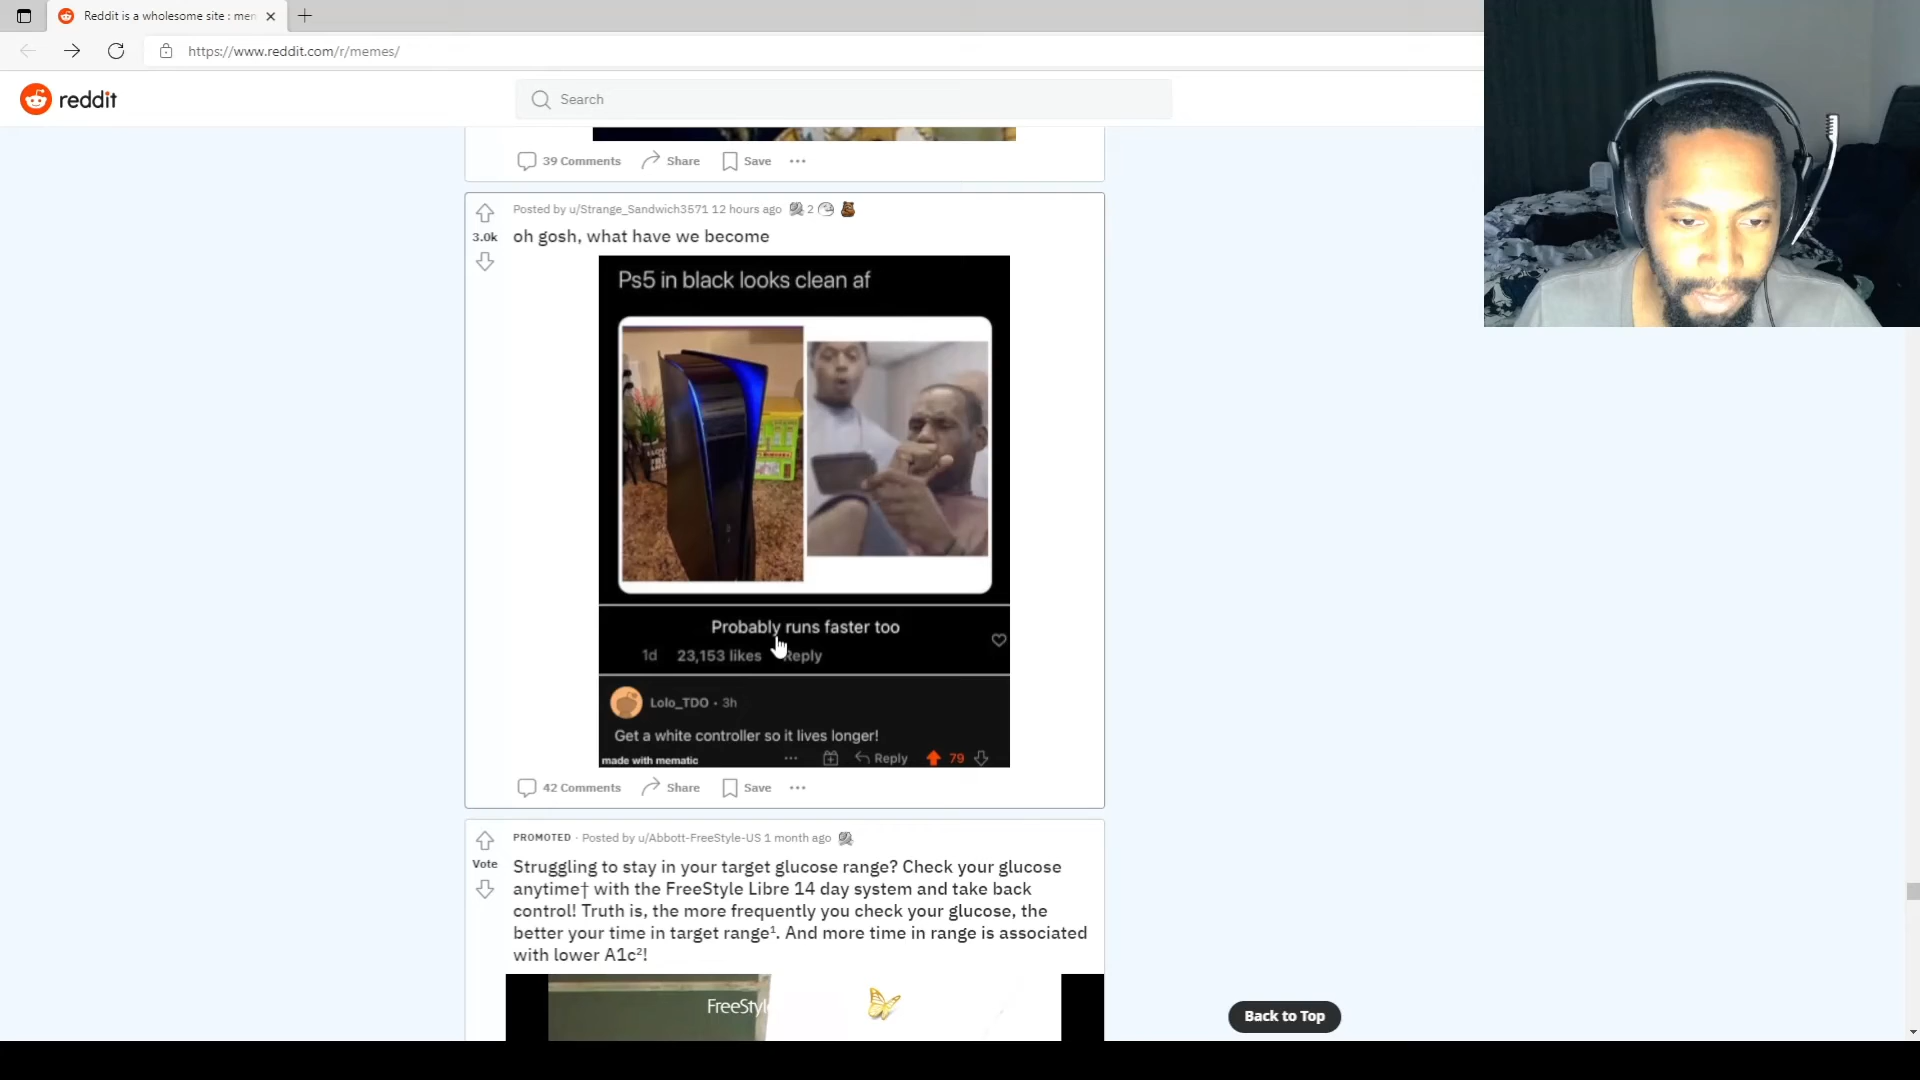 Reddit is a wholesome site : mem
https://www.reddit.com/r/memes/
reddit
Search
39 Comments Share Save
Posted by u/Strange_Sandwich3571 12 hours ago 2
3.0k
oh gosh, what have we become
Ps5 in black looks clean af
Probably runs faster too
1d 23,153 likes Reply
Lolo_TDO • 3h
Get a white controller so it lives longer!
made with mematic
Reply 79
42 Comments Share Save
PROMOTED · Posted by u/Abbott-FreeStyle-US 1 month ago
Vote
Struggling to stay in your target glucose range? Check your glucose
anytime† with the FreeStyle Libre 14 day system and take back
control! Truth is, the more frequently you check your glucose, the
better your time in target range¹. And more time in range is associated
with lower A1c²!
FreeStyle
Back to Top